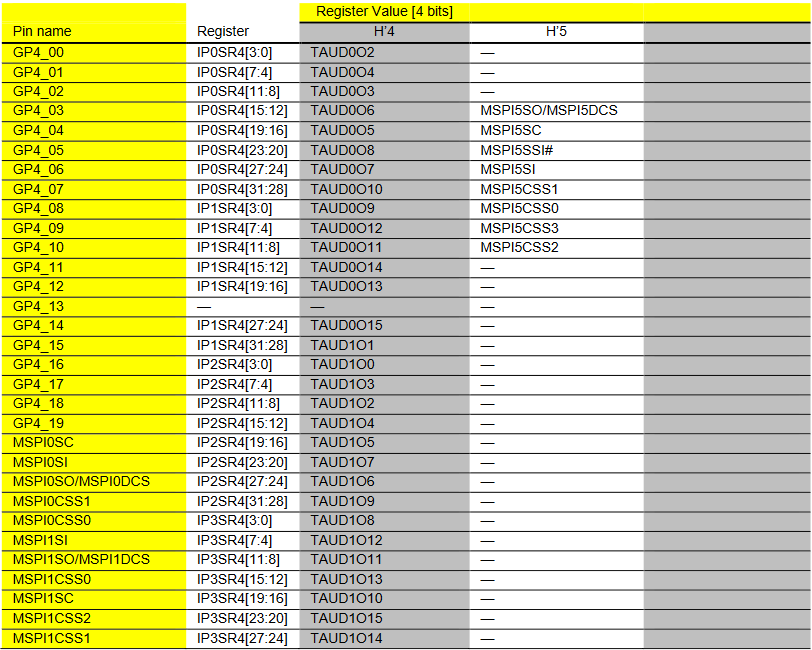 Register Value [4 bits]
Pin name Register H'4 H'5
GP4_00 IP0SR4[3:0] TAUD0O2 —
GP4_01 IP0SR4[7:4] TAUD0O4 —
GP4_02 IP0SR4[11:8] TAUD0O3 —
GP4_03 IP0SR4[15:12] TAUD0O6 MSPI5SO/MSPI5DCS
GP4_04 IP0SR4[19:16] TAUD0O5 MSPI5SC
GP4_05 IP0SR4[23:20] TAUD0O8 MSPI5SSI#
GP4_06 IP0SR4[27:24] TAUD0O7 MSPI5SI
GP4_07 IP0SR4[31:28] TAUD0O10 MSPI5CSS1
GP4_08 IP1SR4[3:0] TAUD0O9 MSPI5CSS0
GP4_09 IP1SR4[7:4] TAUD0O12 MSPI5CSS3
GP4_10 IP1SR4[11:8] TAUD0O11 MSPI5CSS2
GP4_11 IP1SR4[15:12] TAUD0O14 —
GP4_12 IP1SR4[19:16] TAUD0O13 —
GP4_13 — — —
GP4_14 IP1SR4[27:24] TAUD0O15 —
GP4_15 IP1SR4[31:28] TAUD1O1 —
GP4_16 IP2SR4[3:0] TAUD1O0 —
GP4_17 IP2SR4[7:4] TAUD1O3 —
GP4_18 IP2SR4[11:8] TAUD1O2 —
GP4_19 IP2SR4[15:12] TAUD1O4 —
MSPI0SC IP2SR4[19:16] TAUD1O5 —
MSPI0SI IP2SR4[23:20] TAUD1O7 —
MSPI0SO/MSPI0DCS IP2SR4[27:24] TAUD1O6 —
MSPI0CSS1 IP2SR4[31:28] TAUD1O9 —
MSPI0CSS0 IP3SR4[3:0] TAUD1O8 —
MSPI1SI IP3SR4[7:4] TAUD1O12 —
MSPI1SO/MSPI1DCS IP3SR4[11:8] TAUD1O11 —
MSPI1CSS0 IP3SR4[15:12] TAUD1O13 —
MSPI1SC IP3SR4[19:16] TAUD1O10 —
MSPI1CSS2 IP3SR4[23:20] TAUD1O15 —
MSPI1CSS1 IP3SR4[27:24] TAUD1O14 —